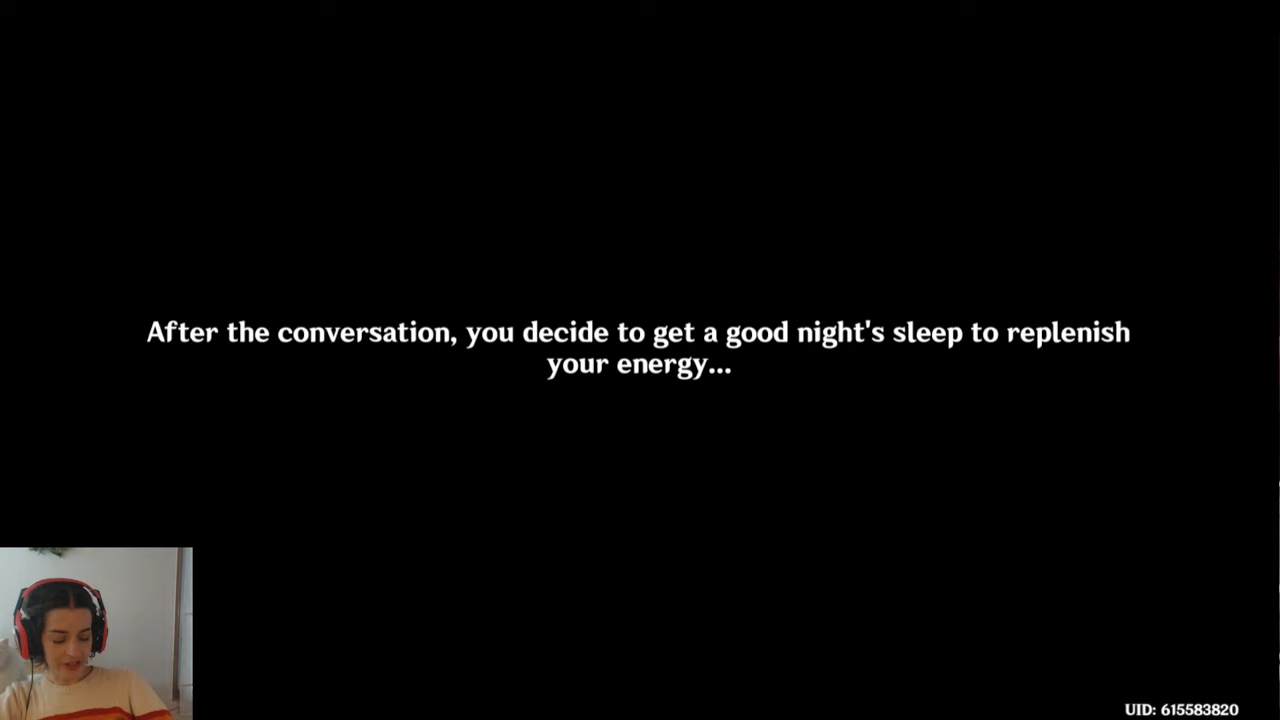 After the conversation, you decide to get a good night's sleep to replenish
your energy...
UID: 615583820